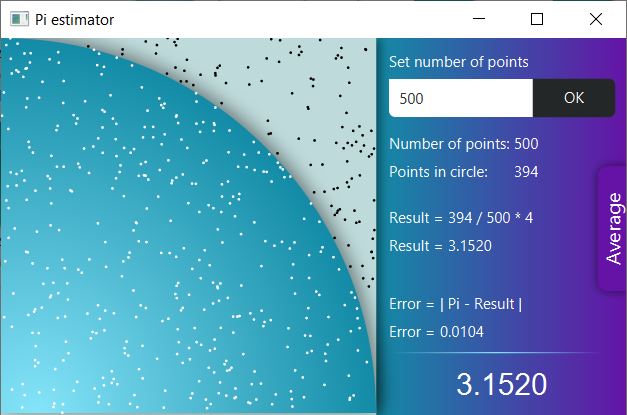 Pi estimator
Set number of points
500
OK
Number of points: 500
Points in circle: 394
Result = 394 / 500 * 4
Result = 3.1520
Average
Error = | Pi - Result |
Error = 0.0104
3.1520